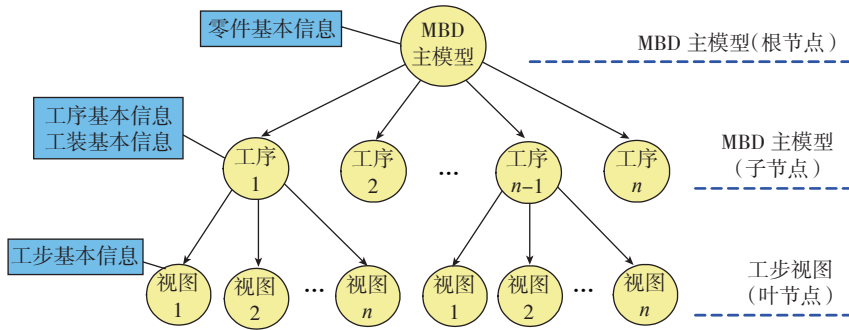 零件基本信息
MBD
主模型
MBD 主模型(根节点)
工序基本信息
工装基本信息
工序
1
工序
2
...
工序
n-1
工序
n
MBD 主模型
(子节点)
工步基本信息
视图
1
视图
2
...
视图
n
视图
1
视图
2
...
视图
n
工步视图
(叶节点)